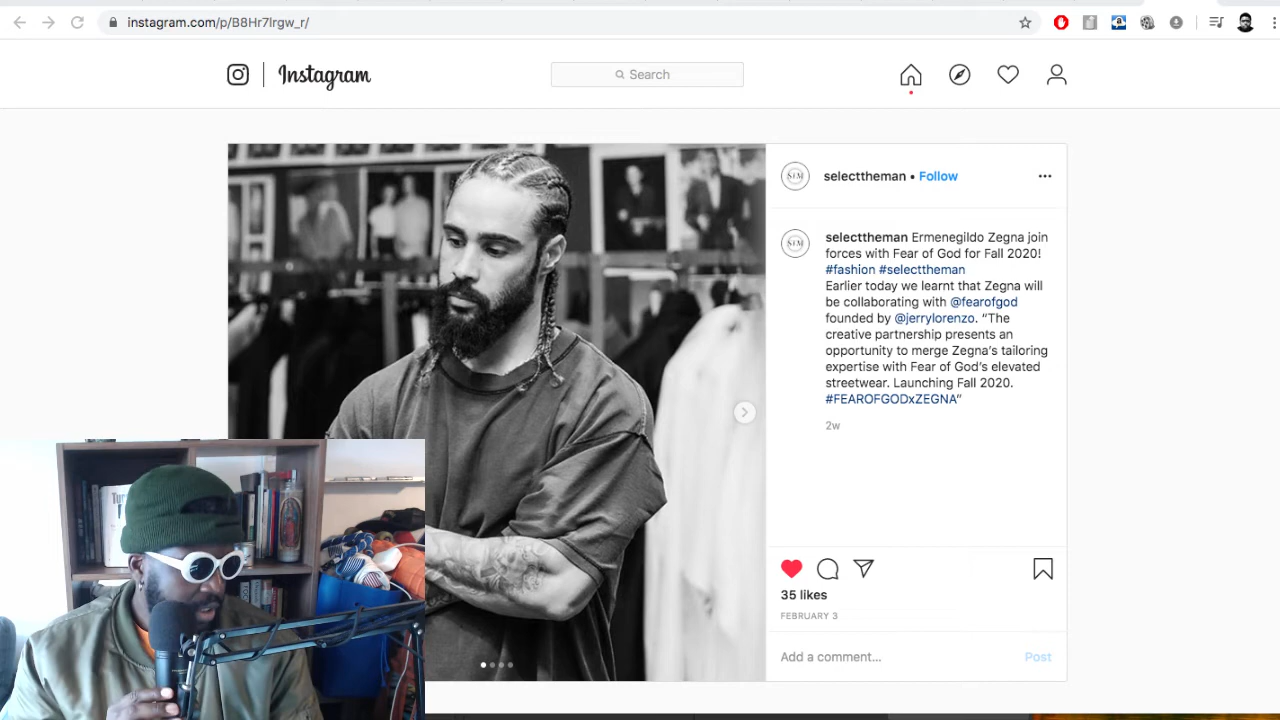 instagram.com/p/B8Hr7lrgw_r/
Instagram
Search
selecttheman • Follow
selecttheman Ermenegildo Zegna join
forces with Fear of God for Fall 2020!
#fashion #selecttheman
Earlier today we learnt that Zegna will
be collaborating with @fearofgod
founded by @jerrylorenzo. “The
creative partnership presents an
opportunity to merge Zegna’s tailoring
expertise with Fear of God’s elevated
streetwear. Launching Fall 2020.
#FEAROFGODxZEGNA”
2w
35 likes
FEBRUARY 3
Add a comment...
Post